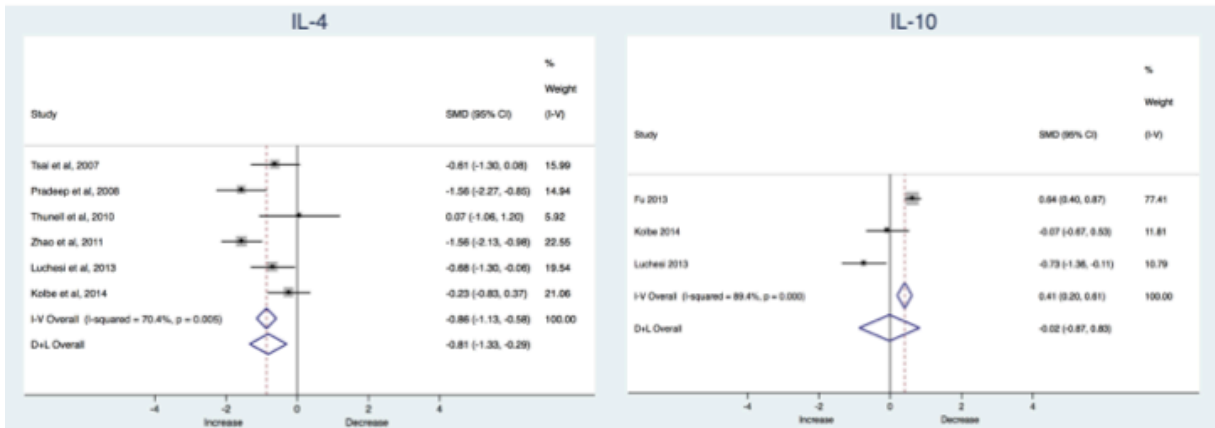 IL-4
%
Weight
Study SMD (95% CI) (I-V)
Tsai et al, 2007 -0.61 (-1.30, 0.08) 15.99
Pradeep et al, 2008 -1.56 (-2.27, -0.85) 14.94
Thunell et al, 2010 0.07 (-1.06, 1.20) 5.92
Zhao et al, 2011 -1.56 (-2.13, -0.98) 22.55
Luchesi et al, 2013 -0.68 (-1.30, -0.06) 19.54
Kolbe et al, 2014 -0.23 (-0.83, 0.37) 21.06
I-V Overall (I-squared = 70.4%, p = 0.005) -0.86 (-1.13, -0.58) 100.00
D+L Overall -0.81 (-1.33, -0.29)
-4 -2 0 2 4
Increase Decrease
IL-10
%
Weight
Study SMD (95% CI) (I-V)
Fu 2013 0.64 (0.40, 0.87) 77.41
Kolbe 2014 -0.07 (-0.67, 0.53) 11.81
Luchesi 2013 -0.73 (-1.36, -0.11) 10.79
I-V Overall (I-squared = 89.4%, p = 0.000) 0.41 (0.20, 0.61) 100.00
D+L Overall -0.02 (-0.87, 0.83)
-4 -2 0 2 4
Increase Decrease